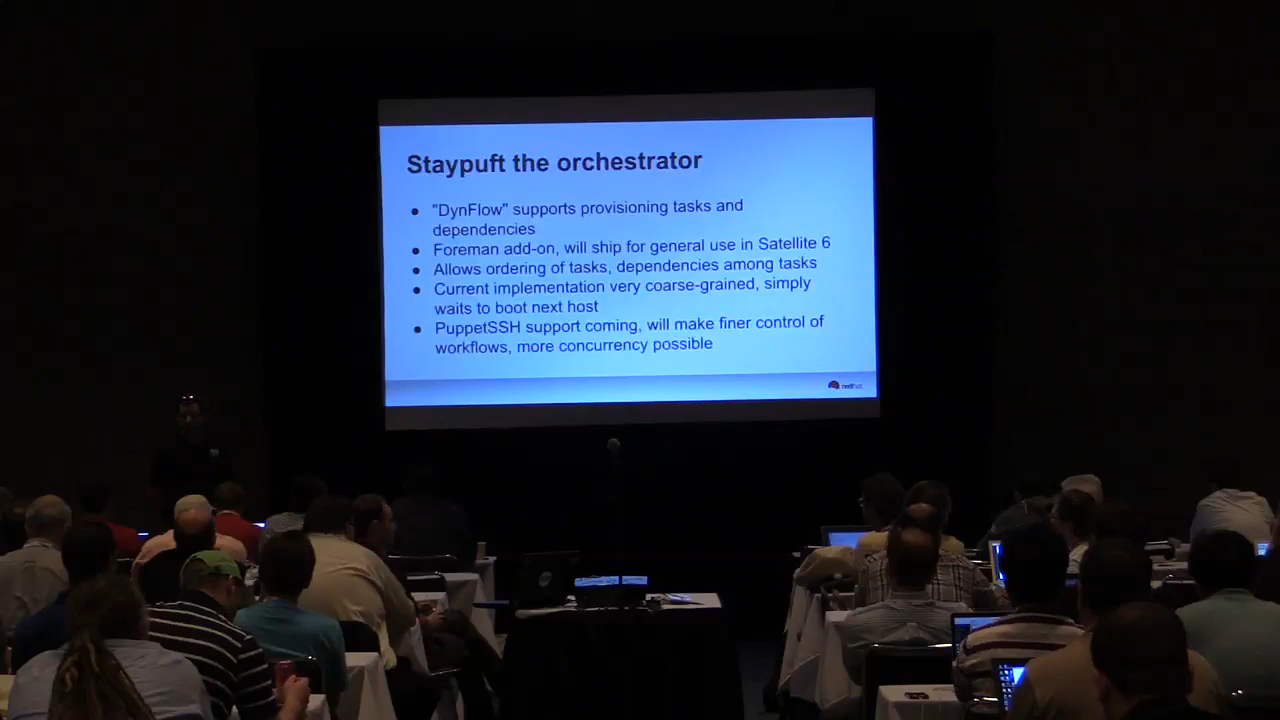 Staypuft the orchestrator
● "DynFlow" supports provisioning tasks and
dependencies
● Foreman add-on, will ship for general use in Satellite 6
● Allows ordering of tasks, dependencies among tasks
● Current implementation very coarse-grained, simply
waits to boot next host
● PuppetSSH support coming, will make finer control of
workflows, more concurrency possible
redhat